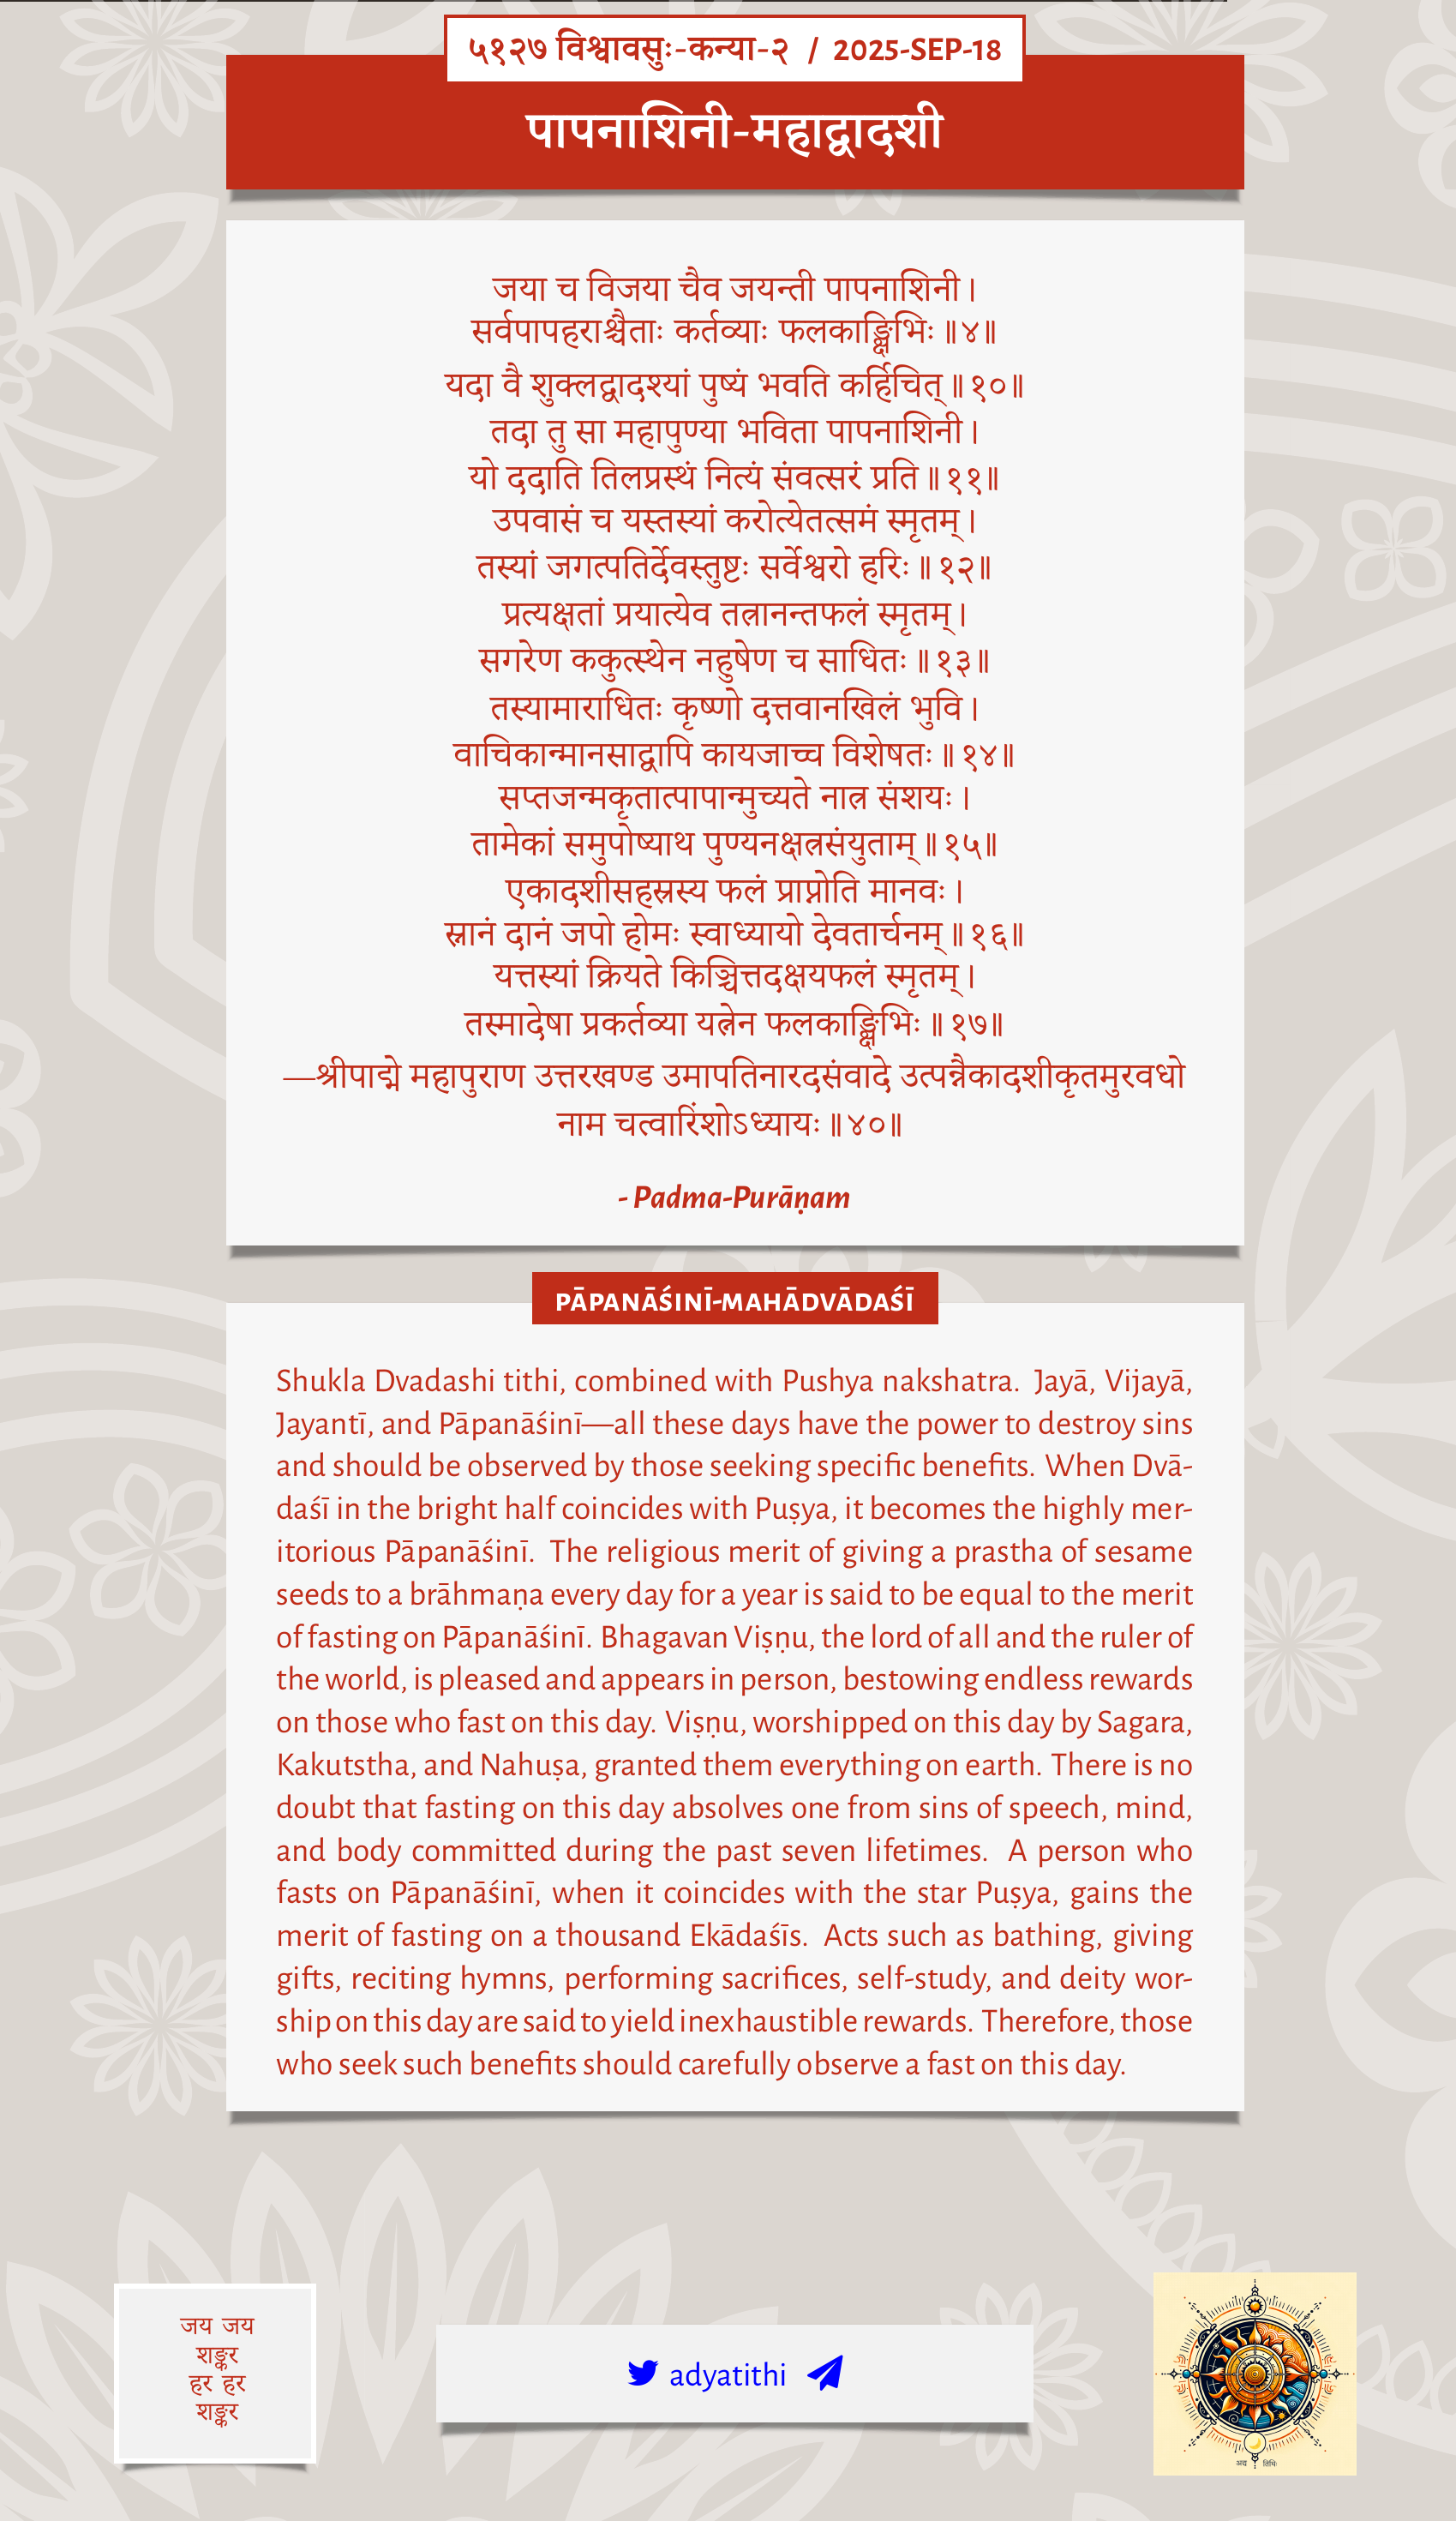 ५१२७ विश्वावसुः-कन्या-२ / 2025-SEP-18
पापनाशिनी-महाद्वादशी
जया च विजया चैव जयन्ती पापनाशिनी।
सर्वपापहराश्चैताः कर्तव्याः फलकाङ्क्षिभिः॥४॥
यदा वै शुक्लद्वादश्यां पुष्यं भवति कर्हिचित्॥१०॥
तदा तु सा महापुण्या भविता पापनाशिनी।
यो ददाति तिलप्रस्थं नित्यं संवत्सरं प्रति॥११॥
उपवासं च यस्तस्यां करोत्येतत्समं स्मृतम्।
तस्यां जगत्पतिर्देवस्तुष्टः सर्वेश्वरो हरिः॥१२॥
प्रत्यक्षतां प्रयात्येव तत्रानन्तफलं स्मृतम्।
सगरेण ककुत्स्थेन नहुषेण च साधितः॥१३॥
तस्यामाराधितः कृष्णो दत्तवानखिलं भुवि।
वाचिकान्मानसाद्वापि कायजाच्च विशेषतः॥१४॥
सप्तजन्मकृतात्पापान्मुच्यते नात्र संशयः।
तामेकां समुपोष्याथ पुण्यनक्षत्रसंयुताम्॥१५॥
एकादशीसहस्रस्य फलं प्राप्नोति मानवः।
स्नानं दानं जपो होमः स्वाध्यायो देवतार्चनम्॥१६॥
यत्तस्यां क्रियते किञ्चित्तदक्षयफलं स्मृतम्।
तस्मादेषा प्रकर्तव्या यत्नेन फलकाङ्क्षिभिः॥१७॥
—श्रीपाद्मे महापुराण उत्तरखण्ड उमापतिनारदसंवादे उत्पन्नैकादशीकृतमुरवधो
नाम चत्वारिंशोऽध्यायः॥४०॥
- Padma-Purāṇam
PĀPANĀŚINĪ-MAHĀDVĀDAŚĪ
Shukla Dvadashi tithi, combined with Pushya nakshatra. Jayā, Vijayā,
Jayantī, and Pāpanāśinī—all these days have the power to destroy sins
and should be observed by those seeking specific benefits. When Dvā-
daśī in the bright half coincides with Puṣya, it becomes the highly mer-
itorious Pāpanāśinī. The religious merit of giving a prastha of sesame
seeds to a brāhmaṇa every day for a year is said to be equal to the merit
of fasting on Pāpanāśinī. Bhagavan Viṣṇu, the lord of all and the ruler of
the world, is pleased and appears in person, bestowing endless rewards
on those who fast on this day. Viṣṇu, worshipped on this day by Sagara,
Kakutstha, and Nahuṣa, granted them everything on earth. There is no
doubt that fasting on this day absolves one from sins of speech, mind,
and body committed during the past seven lifetimes. A person who
fasts on Pāpanāśinī, when it coincides with the star Puṣya, gains the
merit of fasting on a thousand Ekādaśīs. Acts such as bathing, giving
gifts, reciting hymns, performing sacrifices, self-study, and deity wor-
ship on this day are said to yield inexhaustible rewards. Therefore, those
who seek such benefits should carefully observe a fast on this day.
जय जय
शङ्कर
हर हर
शङ्कर
adyatithi
अद्य तिथिः